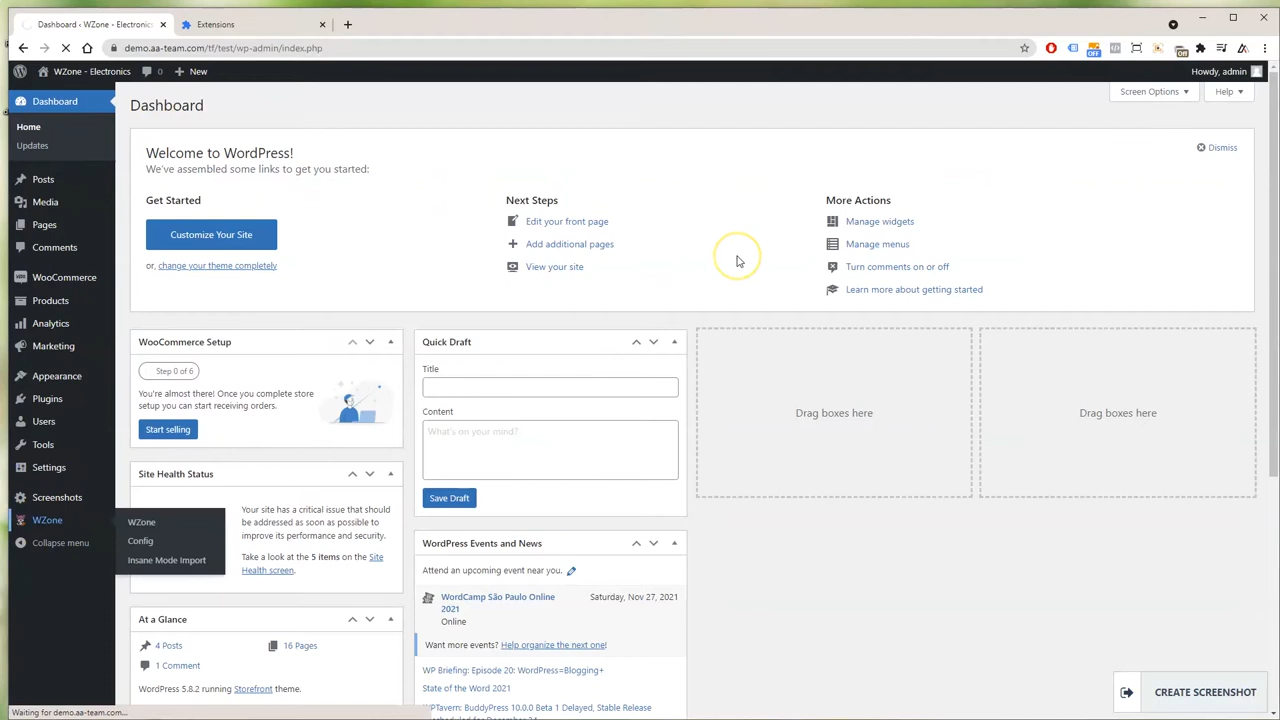 Dashboard ‹ WZone - Electronics
Extensions
demo.aa-team.com/tf/test/wp-admin/index.php
OFF
Off
WZone - Electronics
0
New
Howdy, admin
Dashboard
Home
Updates
Posts
Media
Pages
Comments
WooCommerce
Products
Analytics
Marketing
Appearance
Plugins
Users
Tools
Settings
Screenshots
WZone
Collapse menu
WZone
Config
Insane Mode Import
Dashboard
Screen Options
Help
Welcome to WordPress!
We've assembled some links to get you started:
Dismiss
Get Started
Customize Your Site
or, change your theme completely
Next Steps
Edit your front page
Add additional pages
View your site
More Actions
Manage widgets
Manage menus
Turn comments on or off
Learn more about getting started
WooCommerce Setup
Step 0 of 6
You're almost there! Once you complete store
setup you can start receiving orders.
Start selling
Site Health Status
Your site has a critical issue that should
be addressed as soon as possible to
improve its performance and security.
Take a look at the 5 items on the Site
Health screen.
At a Glance
4 Posts
16 Pages
1 Comment
WordPress 5.8.2 running Storefront theme.
Quick Draft
Title
Content
What's on your mind?
Save Draft
WordPress Events and News
Attend an upcoming event near you.
WordCamp São Paulo Online
2021
Online
Saturday, Nov 27, 2021
Want more events? Help organize the next one!
WP Briefing: Episode 20: WordPress=Blogging+
State of the Word 2021
WPTavern: BuddyPress 10.0.0 Beta 1 Delayed, Stable Release
Drag boxes here
Drag boxes here
CREATE SCREENSHOT
Waiting for demo.aa-team.com...